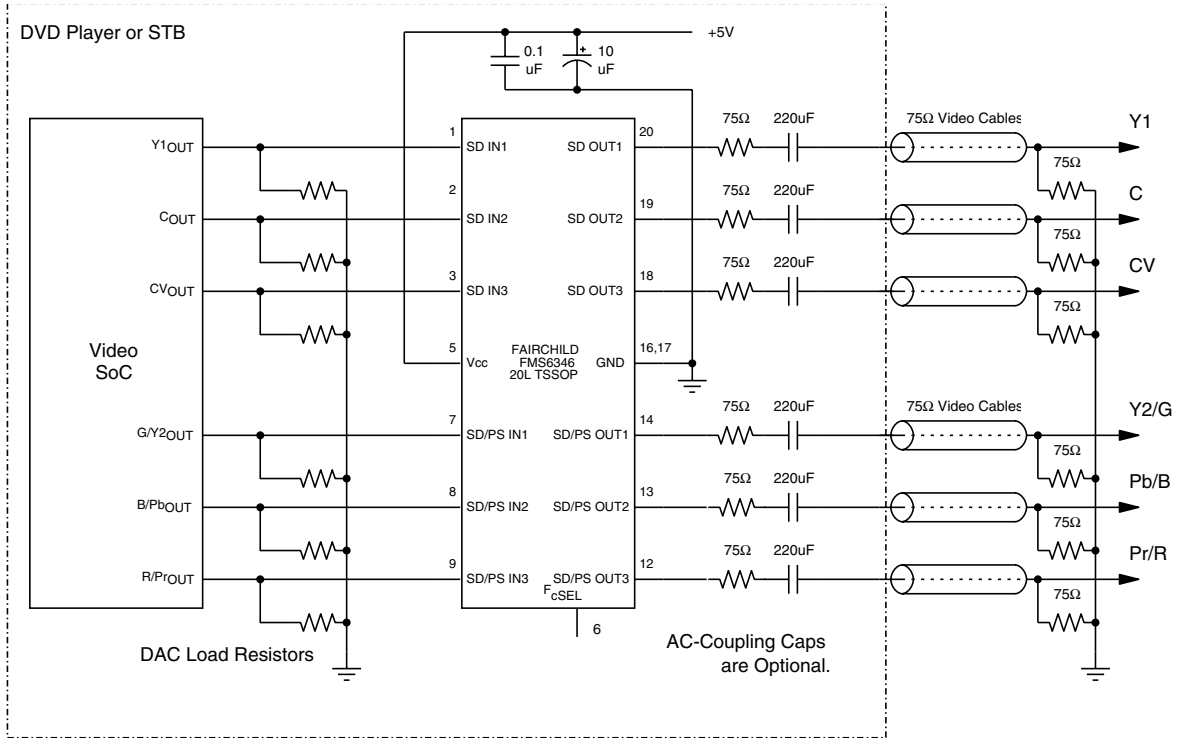 DVD Player or STB
+5V
0.1
uF
+
10
uF
75Ω 220uF 75Ω Video Cables Y1
Y1OUT 1 SD IN1 SD OUT1 20
75Ω
2
75Ω 220uF C
COUT SD IN2 SD OUT2 19
75Ω
75Ω 220uF CV
CVOUT 3 SD IN3 SD OUT3 18
75Ω
Video
SoC
5 Vcc
FAIRCHILD
FMS6346
20L TSSOP
GND 16,17
75Ω 220uF 75Ω Video Cables Y2/G
G/Y2OUT 7 SD/PS IN1 SD/PS OUT1 14
75Ω
75Ω 220uF Pb/B
B/PbOUT 8 SD/PS IN2 SD/PS OUT2 13
75Ω
75Ω 220uF Pr/R
R/PrOUT 9 SD/PS IN3 SD/PS OUT3 12
75Ω
FcSEL
6
DAC Load Resistors
AC-Coupling Caps
are Optional.